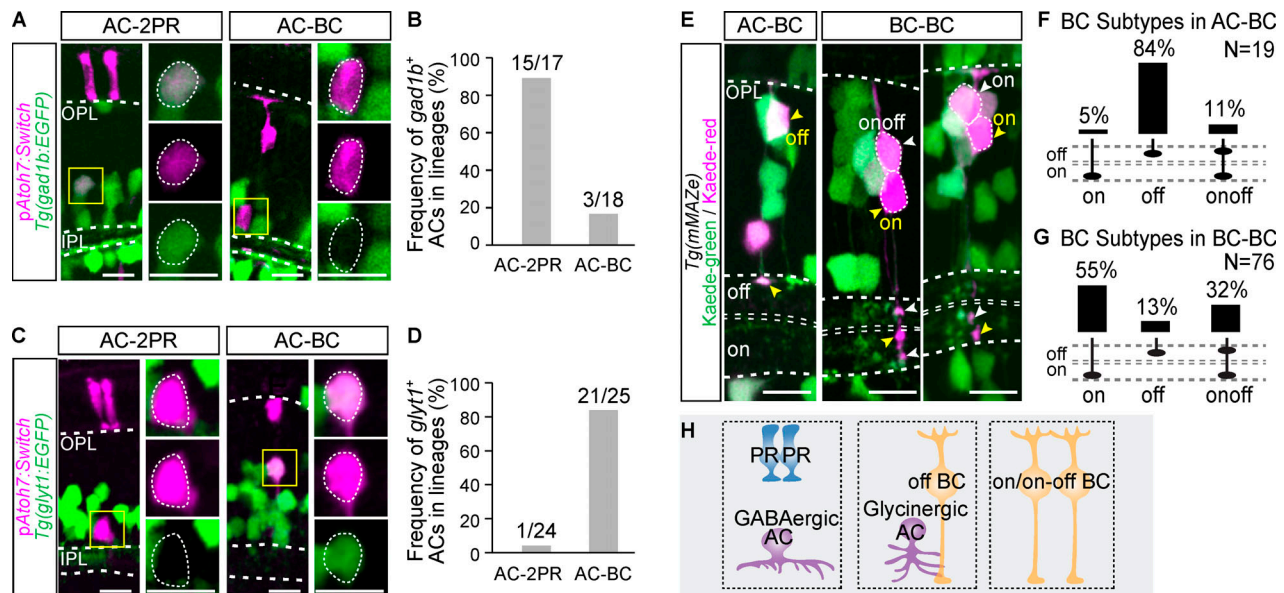 A
AC-2PR
AC-BC
pAtoh7:Switch
Tg(gad1b:EGFP)
OPL
IPL
B
Frequency of gad1b+
ACs in lineages (%)
100
80
60
40
20
0
15/17
3/18
AC-2PR
AC-BC
C
AC-2PR
AC-BC
pAtoh7:Switch
Tg(glyt1:EGFP)
OPL
IPL
D
Frequency of glyt1+
ACs in lineages (%)
100
80
60
40
20
0
1/24
21/25
AC-2PR
AC-BC
E
AC-BC
BC-BC
Tg(mMAZe)
Kaede-green / Kaede-red
OPL
off
off
on
onoff
on
on
on
F
BC Subtypes in AC-BC
N=19
5%
84%
11%
off
on
on
off
onoff
G
BC Subtypes in BC-BC
N=76
55%
13%
32%
off
on
on
off
onoff
H
PR PR
GABAergic
AC
off BC
Glycinergic
AC
on/on-off BC